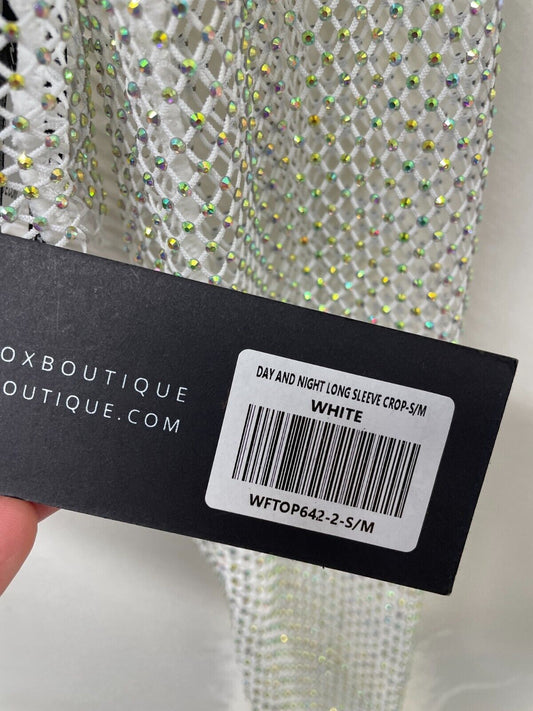 OXBOUTIQUE
OUTIQUE.COM
DAY AND NIGHT LONG SLEEVE CROP-S/M
WHITE
WFTOP642-2-S/M